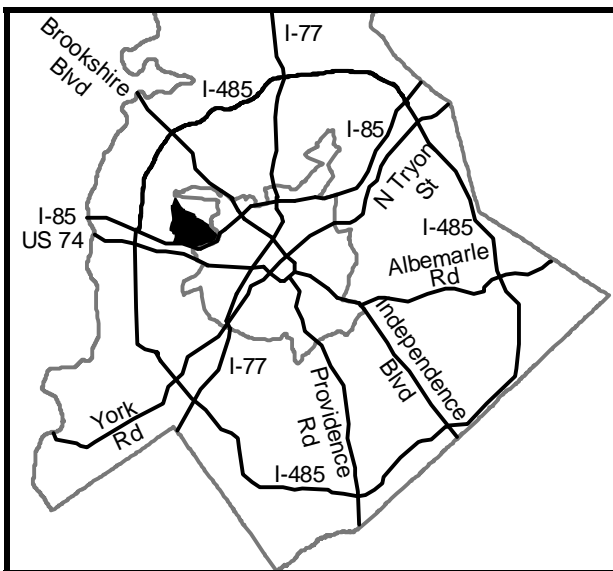 I-77
Brookshire
Blvd
I-485
I-85
N Tryon
St
I-85
US 74
I-485
Albemarle
Rd
Independence
Blvd
I-77
Providence
Rd
York
Rd
I-485